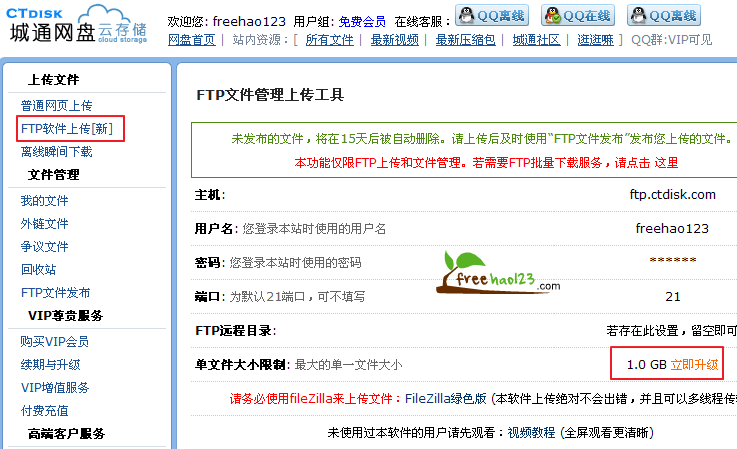 CTDISK
城通网盘云存储
cloud storage
欢迎您: freehao123 用户组: 免费会员 在线客服: QQ离线 QQ在线 QQ离线
网盘首页 | 站内资源: [ 所有文件 | 最新视频 | 最新压缩包 | 城通社区 | 逛逛嘛 ] QQ群:VIP可见
上传文件
普通网页上传
FTP软件上传[新]
离线瞬间下载
文件管理
我的文件
外链文件
争议文件
回收站
FTP文件发布
VIP尊贵服务
购买VIP会员
续期与升级
VIP增值服务
付费充值
高端客户服务
FTP文件管理上传工具
未发布的文件，将在15天后被自动删除。请上传后及时使用“FTP文件发布”发布您上传的文件。
本功能仅限FTP上传和文件管理。若需要FTP批量下载服务，请点击 这里
主机: ftp.ctdisk.com
用户名: 您登录本站时使用的用户名 freehao123
密码: 您登录本站时使用的密码 ******
freehao123.com
端口: 为默认21端口，可不填写 21
FTP远程目录: 若存在此设置，留空即可
单文件大小限制: 最大的单一文件大小 1.0 GB 立即升级
请务必使用fileZilla来上传文件：FileZilla绿色版 (本软件上传绝对不会出错，并且可以多线程传
未使用过本软件的用户请先观看：视频教程 (全屏观看更清晰)